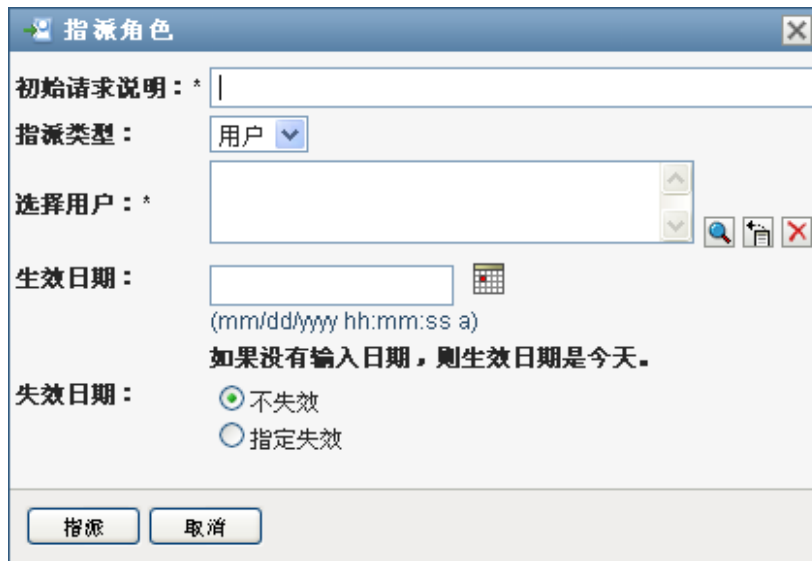 指派角色
初始请求说明：*
指派类型： 用户
选择用户：*
生效日期：
(mm/dd/yyyy hh:mm:ss a)
如果没有输入日期，则生效日期是今天。
失效日期： 不失效
指定失效
指派 取消